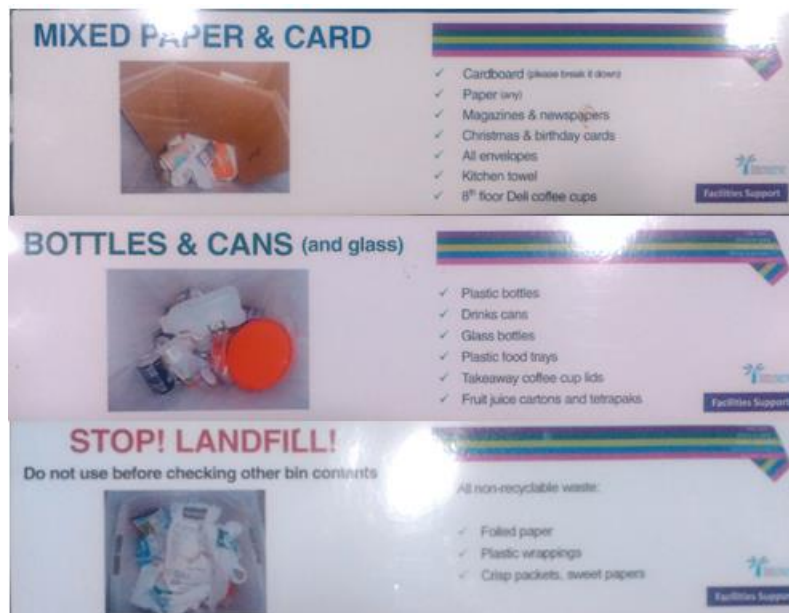 MIXED PAPER & CARD
✓ Cardboard (please break it down)
✓ Paper (any)
✓ Magazines & newspapers
✓ Christmas & birthday cards
✓ All envelopes
✓ Kitchen towel
✓ 8th floor Deli coffee cups
Facilities Support
BOTTLES & CANS (and glass)
✓ Plastic bottles
✓ Drinks cans
✓ Glass bottles
✓ Plastic food trays
✓ Takeaway coffee cup lids
✓ Fruit juice cartons and tetrapaks
Facilities Support
STOP! LANDFILL!
Do not use before checking other bin contents
All non-recyclable waste:
✓ Foiled paper
✓ Plastic wrappings
✓ Crisp packets, sweet papers
Facilities Support